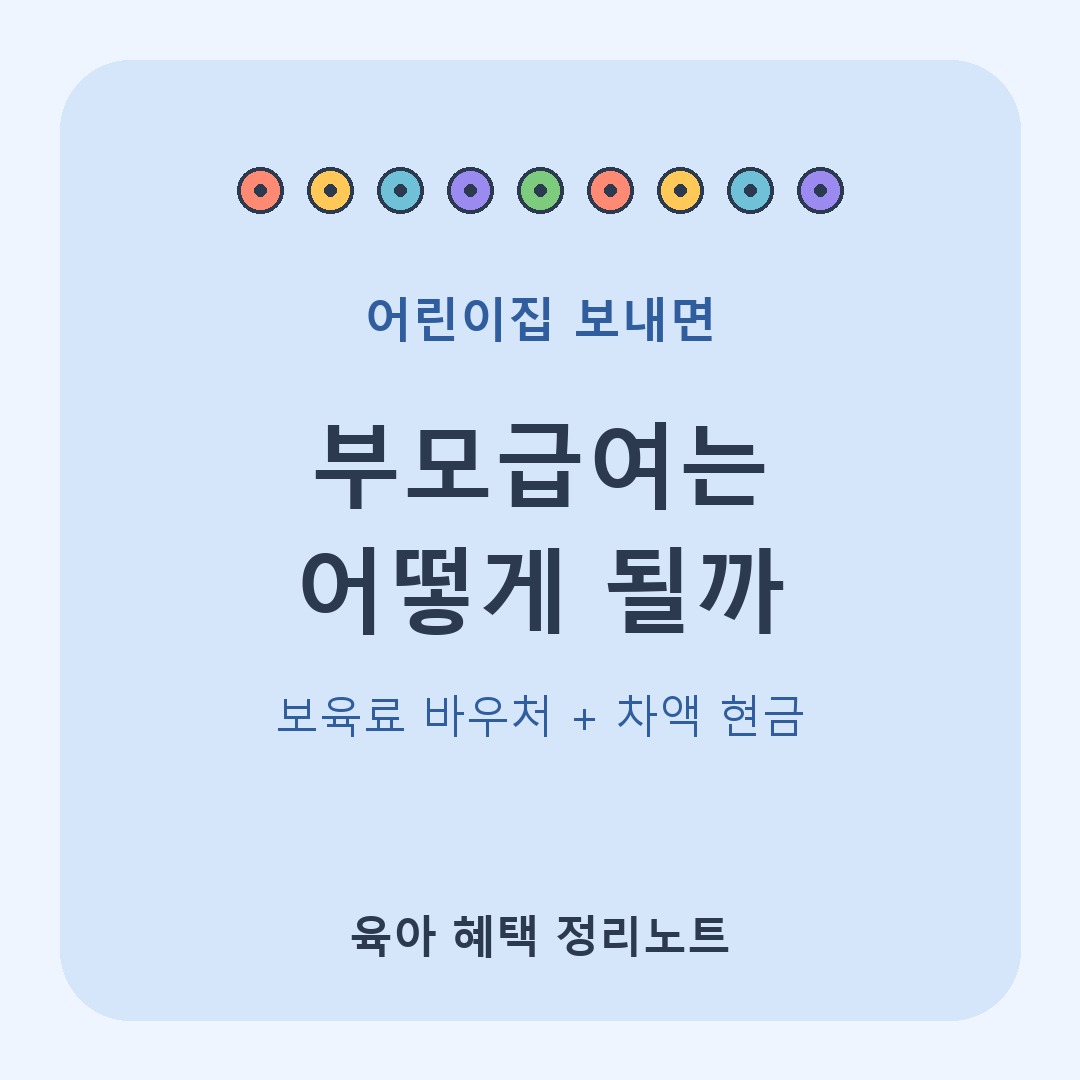 어린이집 보내면
부모급여는
어떻게 될까
보육료 바우처 + 차액 현금
육아 혜택 정리노트